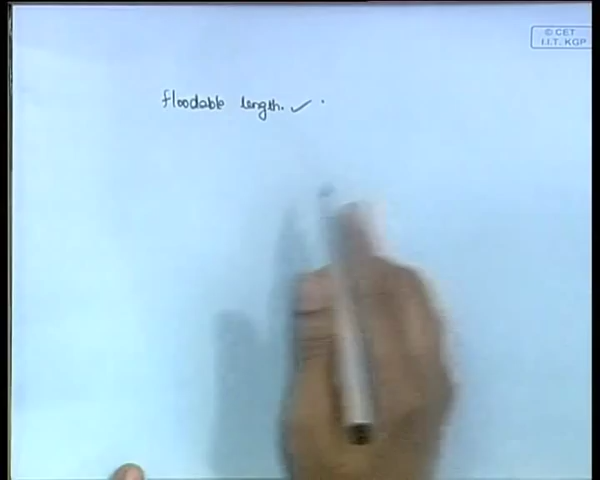 © CET
I.I.T. KGP
floodable length. ✓